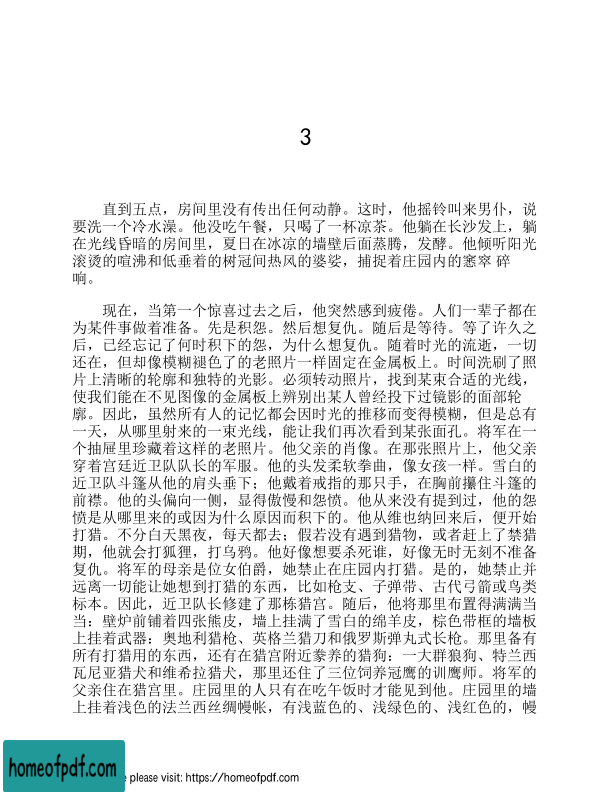 3
直到五点，房间里没有传出任何动静。这时，他摇铃叫来男仆，说
要洗一个冷水澡。他没吃午餐，只喝了一杯凉茶。他躺在长沙发上，躺
在光线昏暗的房间里，夏日在冰凉的墙壁后面蒸腾，发酵。他倾听阳光
滚烫的喧沸和低垂着的树冠间热风的婆娑，捕捉着庄园内的窸窣 碎
响。
现在，当第一个惊喜过去之后，他突然感到疲倦。人们一辈子都在
为某件事做着准备。先是积怨。然后想复仇。随后是等待。等了许久之
后，已经忘记了何时积下的怨，为什么想复仇。随着时光的流逝，一切
还在，但却像模糊褪色了的老照片一样固定在金属板上。时间洗刷了照
片上清晰的轮廓和独特的光影。必须转动照片，找到某束合适的光线，
使我们能在不见图像的金属板上辨别出某人曾经投下过镜影的面部轮
廓。因此，虽然所有人的记忆都会因时光的推移而变得模糊，但是总有
一天，从哪里射来的一束光线，能让我们再次看到某张面孔。将军在一
个抽屉里珍藏着这样的老照片。他父亲的肖像。在那张照片上，他父亲
穿着宫廷近卫队队长的军服。他的头发柔软拳曲，像女孩一样。雪白的
近卫队斗篷从他的肩头垂下；他戴着戒指的那只手，在胸前攥住斗篷的
前襟。他的头偏向一侧，显得傲慢和怨愤。他从来没有提到过，他的怨
愤是从哪里来的或因为什么原因而积下的。他从维也纳回来后，便开始
打猎。不分白天黑夜，每天都去；假若没有遇到猎物，或者赶上了禁猎
期，他就会打狐狸，打乌鸦。他好像想要杀死谁，好像无时无刻不准备
复仇。将军的母亲是位女伯爵，她禁止在庄园内打猎。是的，她禁止并
远离一切能让她想到打猎的东西，比如枪支、子弹带、古代弓箭或鸟类
标本。因此，近卫队长修建了那栋猎宫。随后，他将那里布置得满满当
当：壁炉前铺着四张熊皮，墙上挂满了雪白的绵羊皮，棕色带框的墙板
上挂着武器：奥地利猎枪、英格兰猎刀和俄罗斯弹丸式长枪。那里备有
所有打猎用的东西，还有在猎宫附近豢养的猎狗：一大群狼狗、特兰西
瓦尼亚猎犬和维希拉猎犬，那里还住了三位饲养冠鹰的训鹰师。将军的
父亲住在猎宫里。庄园里的人只有在吃午饭时才能见到他。庄园里的墙
上挂着浅色的法兰西丝绸幔帐，有浅蓝色的、浅绿色的、浅红色的，幔
homeofpdf.com
e please visit: https://homeofpdf.com